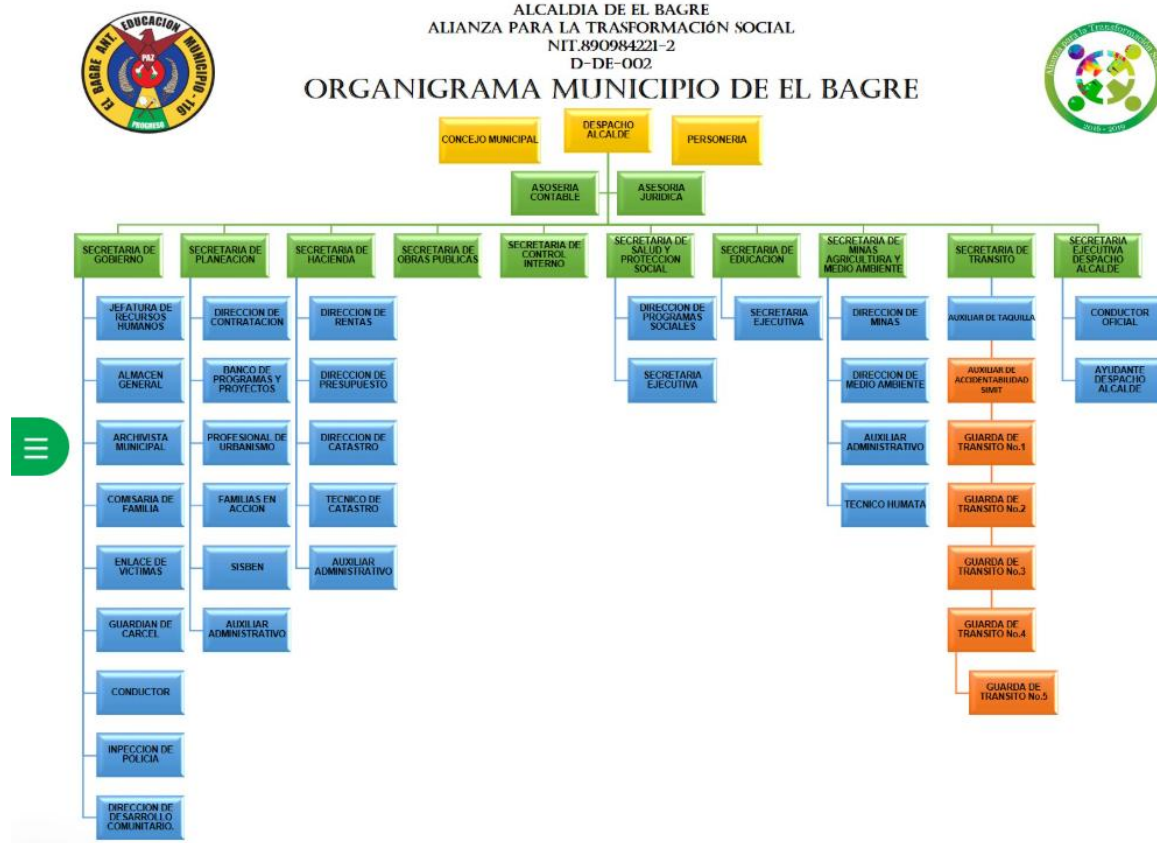 ALCALDIA DE EL BAGRE
ALIANZA PARA LA TRASFORMACIÓN SOCIAL
NIT.890984221-2
D-DE-002
ORGANIGRAMA MUNICIPIO DE EL BAGRE
EL BAGRE ANT. EDUCACION MUNICIPIO - 116
PAZ
PROGRESO
Alianza para la Transformación Social
2016 - 2019
CONCEJO MUNICIPAL
DESPACHO
ALCALDE
PERSONERIA
ASOSERIA
CONTABLE
ASESORIA
JURIDICA
SECRETARIA DE
GOBIERNO
SECRETARIA DE
PLANEACION
SECRETARIA DE
HACIENDA
SECRETARIA DE
OBRAS PUBLICAS
SECRETARIA DE
CONTROL
INTERNO
SECRETARIA DE
SALUD Y
PROTECCION
SOCIAL
SECRETARIA DE
EDUCACION
SECRETARIA DE
MINAS
AGRICULTURA Y
MEDIO AMBIENTE
SECRETARIA DE
TRANSITO
SECRETARIA
EJECUTIVA
DESPACHO
ALCALDE
JEFATURA DE
RECURSOS
HUMANOS
ALMACEN
GENERAL
ARCHIVISTA
MUNICIPAL
COMISARIA DE
FAMILIA
ENLACE DE
VICTIMAS
GUARDIAN DE
CARCEL
CONDUCTOR
INPECCION DE
POLICIA
DIRECCION DE
DESARROLLO
COMUNITARIO.
DIRECCION DE
CONTRATACION
BANCO DE
PROGRAMAS Y
PROYECTOS
PROFESIONAL DE
URBANISMO
FAMILIAS EN
ACCION
SISBEN
AUXILIAR
ADMINISTRATIVO
DIRECCION DE
RENTAS
DIRECCION DE
PRESUPUESTO
DIRECCION DE
CATASTRO
TECNICO DE
CATASTRO
AUXILIAR
ADMINISTRATIVO
DIRECCION DE
PROGRAMAS
SOCIALES
SECRETARIA
EJECUTIVA
SECRETARIA
EJECUTIVA
DIRECCION DE
MINAS
DIRECCION DE
MEDIO AMBIENTE
AUXILIAR
ADMINISTRATIVO
TECNICO HUMATA
AUXILIAR DE TAQUILLA
AUXILIAR DE
ACCIDENTABILIDAD
SIMIT
GUARDA DE
TRANSITO No.1
GUARDA DE
TRANSITO No.2
GUARDA DE
TRANSITO No.3
GUARDA DE
TRANSITO No.4
GUARDA DE
TRANSITO No.5
CONDUCTOR
OFICIAL
AYUDANTE
DESPACHO
ALCALDE